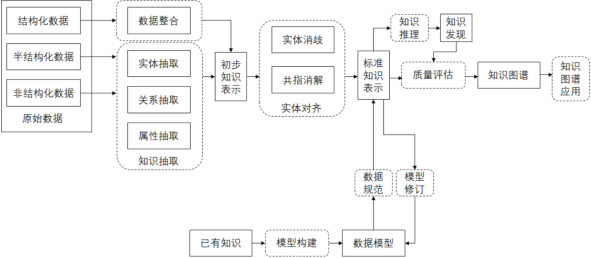 结构化数据
半结构化数据
非结构化数据
原始数据
数据整合
实体抽取
关系抽取
属性抽取
知识抽取
初步
知识
表示
实体消歧
共指消解
实体对齐
标准
知识
表示
知识
推理
知识
发现
质量评估
知识图谱
知识
图谱
应用
数据
规范
模型
修订
已有知识
模型构建
数据模型